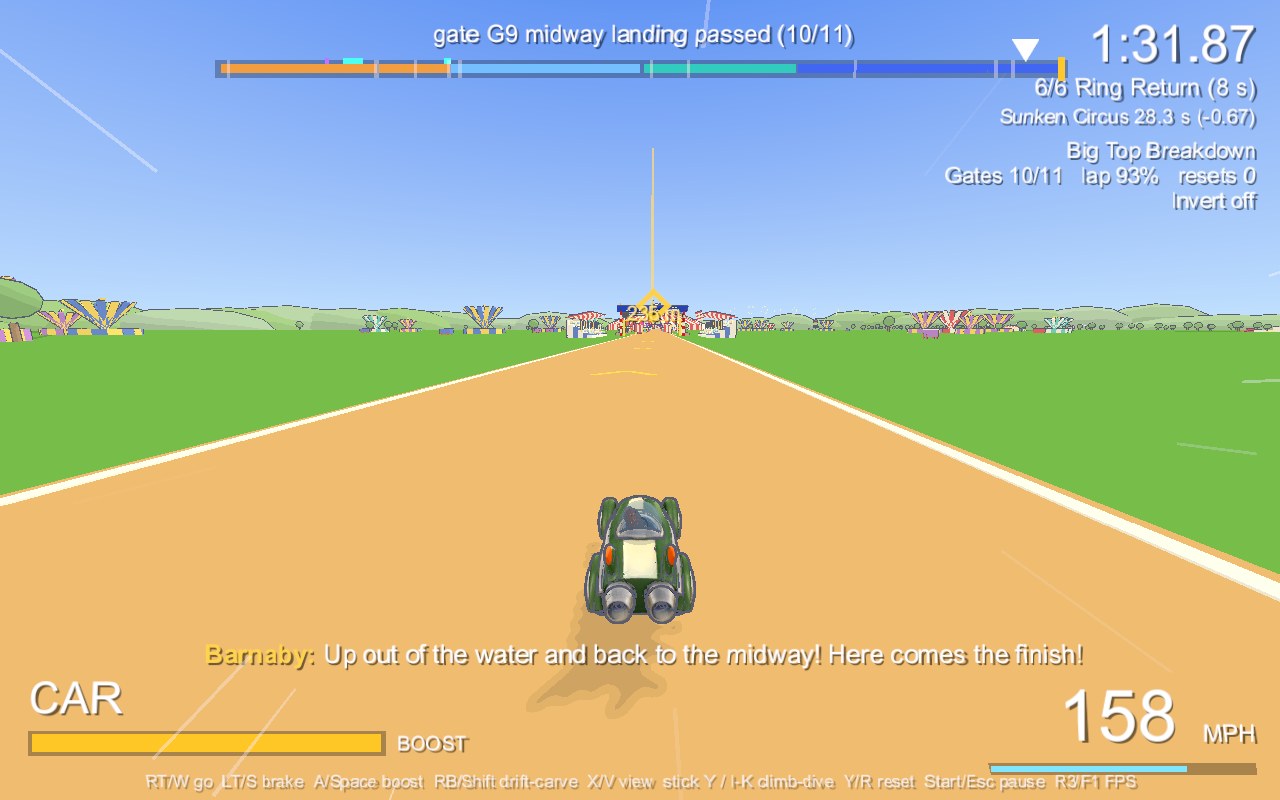 gate G9 midway landing passed (10/11)
1:31.87
6/6 Ring Return (8 s)
Sunken Circus 28.3 s (-0.67)
Big Top Breakdown
Gates 10/11 lap 93% resets 0
Invert off
236m
Barnaby: Up out of the water and back to the midway! Here comes the finish!
CAR
BOOST
158 MPH
RT/W go LT/S brake A/Space boost RB/Shift drift-carve X/V view stick Y / I-K climb-dive Y/R reset Start/Esc pause R3/F1 FPS